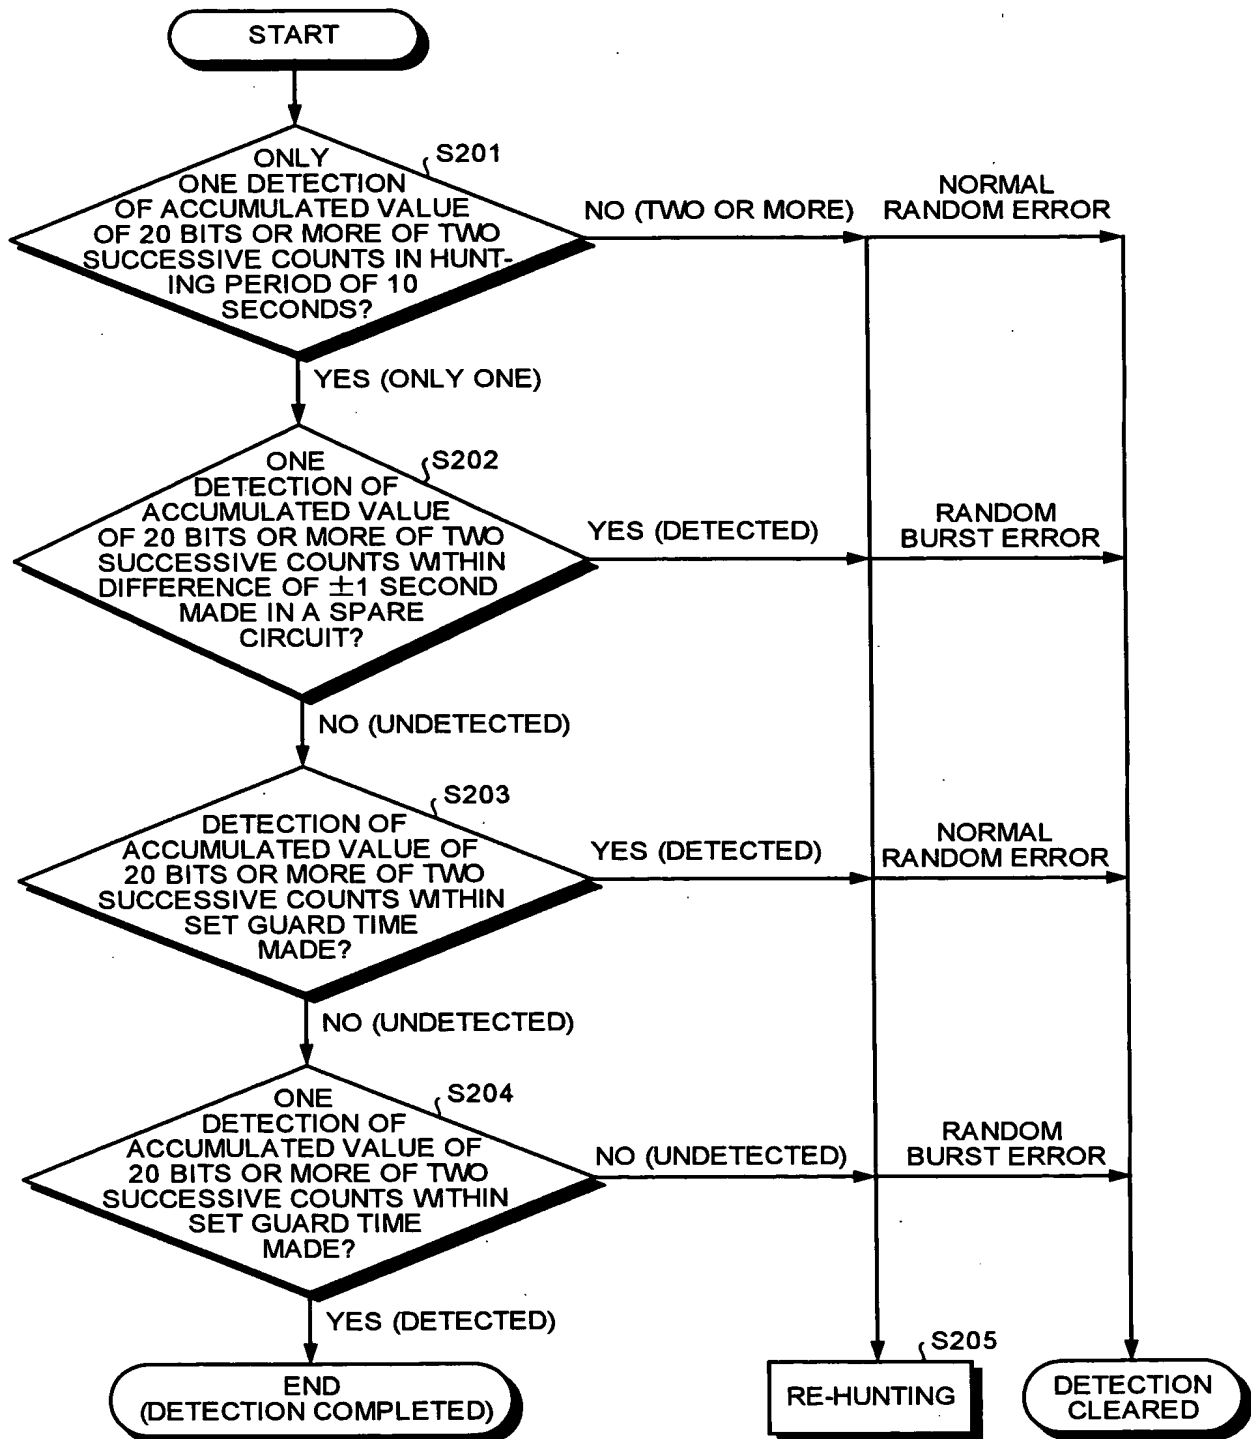 START
S201
ONLY
ONE DETECTION
OF ACCUMULATED VALUE
OF 20 BITS OR MORE OF TWO
SUCCESSIVE COUNTS IN HUNT-
ING PERIOD OF 10
SECONDS?
NO (TWO OR MORE)
NORMAL
RANDOM ERROR
YES (ONLY ONE)
S202
ONE
DETECTION OF
ACCUMULATED VALUE
OF 20 BITS OR MORE OF TWO
SUCCESSIVE COUNTS WITHIN
DIFFERENCE OF ±1 SECOND
MADE IN A SPARE
CIRCUIT?
YES (DETECTED)
RANDOM
BURST ERROR
NO (UNDETECTED)
S203
DETECTION OF
ACCUMULATED VALUE OF
20 BITS OR MORE OF TWO
SUCCESSIVE COUNTS WITHIN
SET GUARD TIME
MADE?
YES (DETECTED)
NORMAL
RANDOM ERROR
NO (UNDETECTED)
S204
ONE
DETECTION OF
ACCUMULATED VALUE OF
20 BITS OR MORE OF TWO
SUCCESSIVE COUNTS WITHIN
SET GUARD TIME
MADE?
NO (UNDETECTED)
RANDOM
BURST ERROR
YES (DETECTED)
END
(DETECTION COMPLETED)
S205
RE-HUNTING
DETECTION
CLEARED